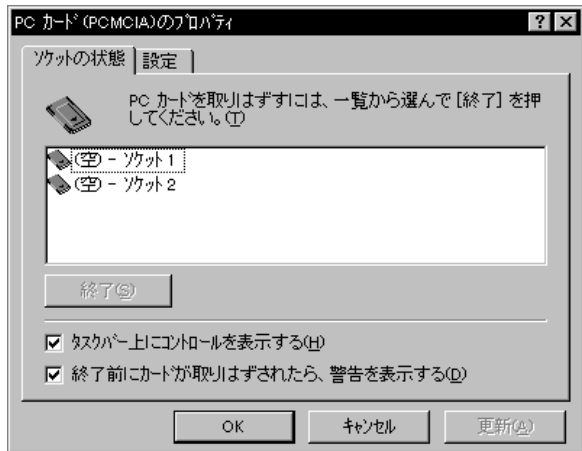 PC カード(PCMCIA)のプロパティ
ソケットの状態
設定
PC カードを取りはずすには、一覧から選んで [終了] を押
してください。(T)
(空) - ソケット 1
(空) - ソケット 2
終了(S)
タスクバー上にコントロールを表示する(H)
終了前にカードが取りはずされたら、警告を表示する(D)
OK
キャンセル
更新(A)